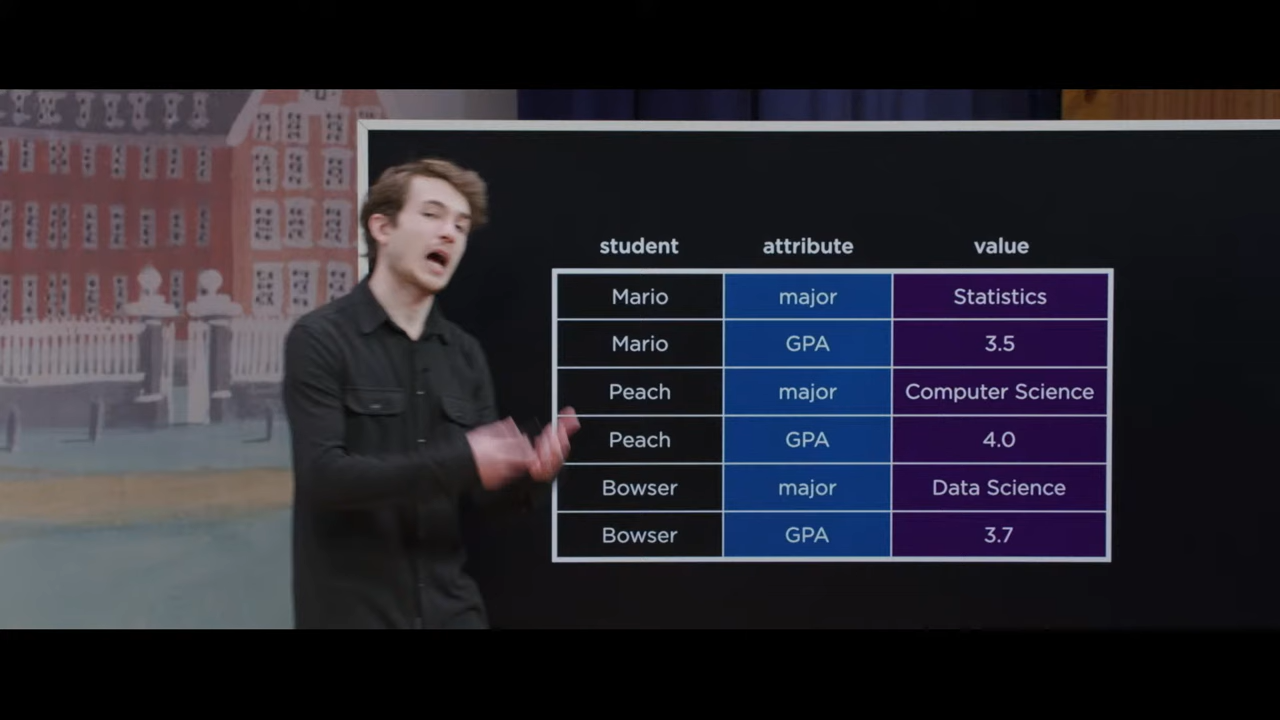 student attribute value
Mario major Statistics
Mario GPA 3.5
Peach major Computer Science
Peach GPA 4.0
Bowser major Data Science
Bowser GPA 3.7